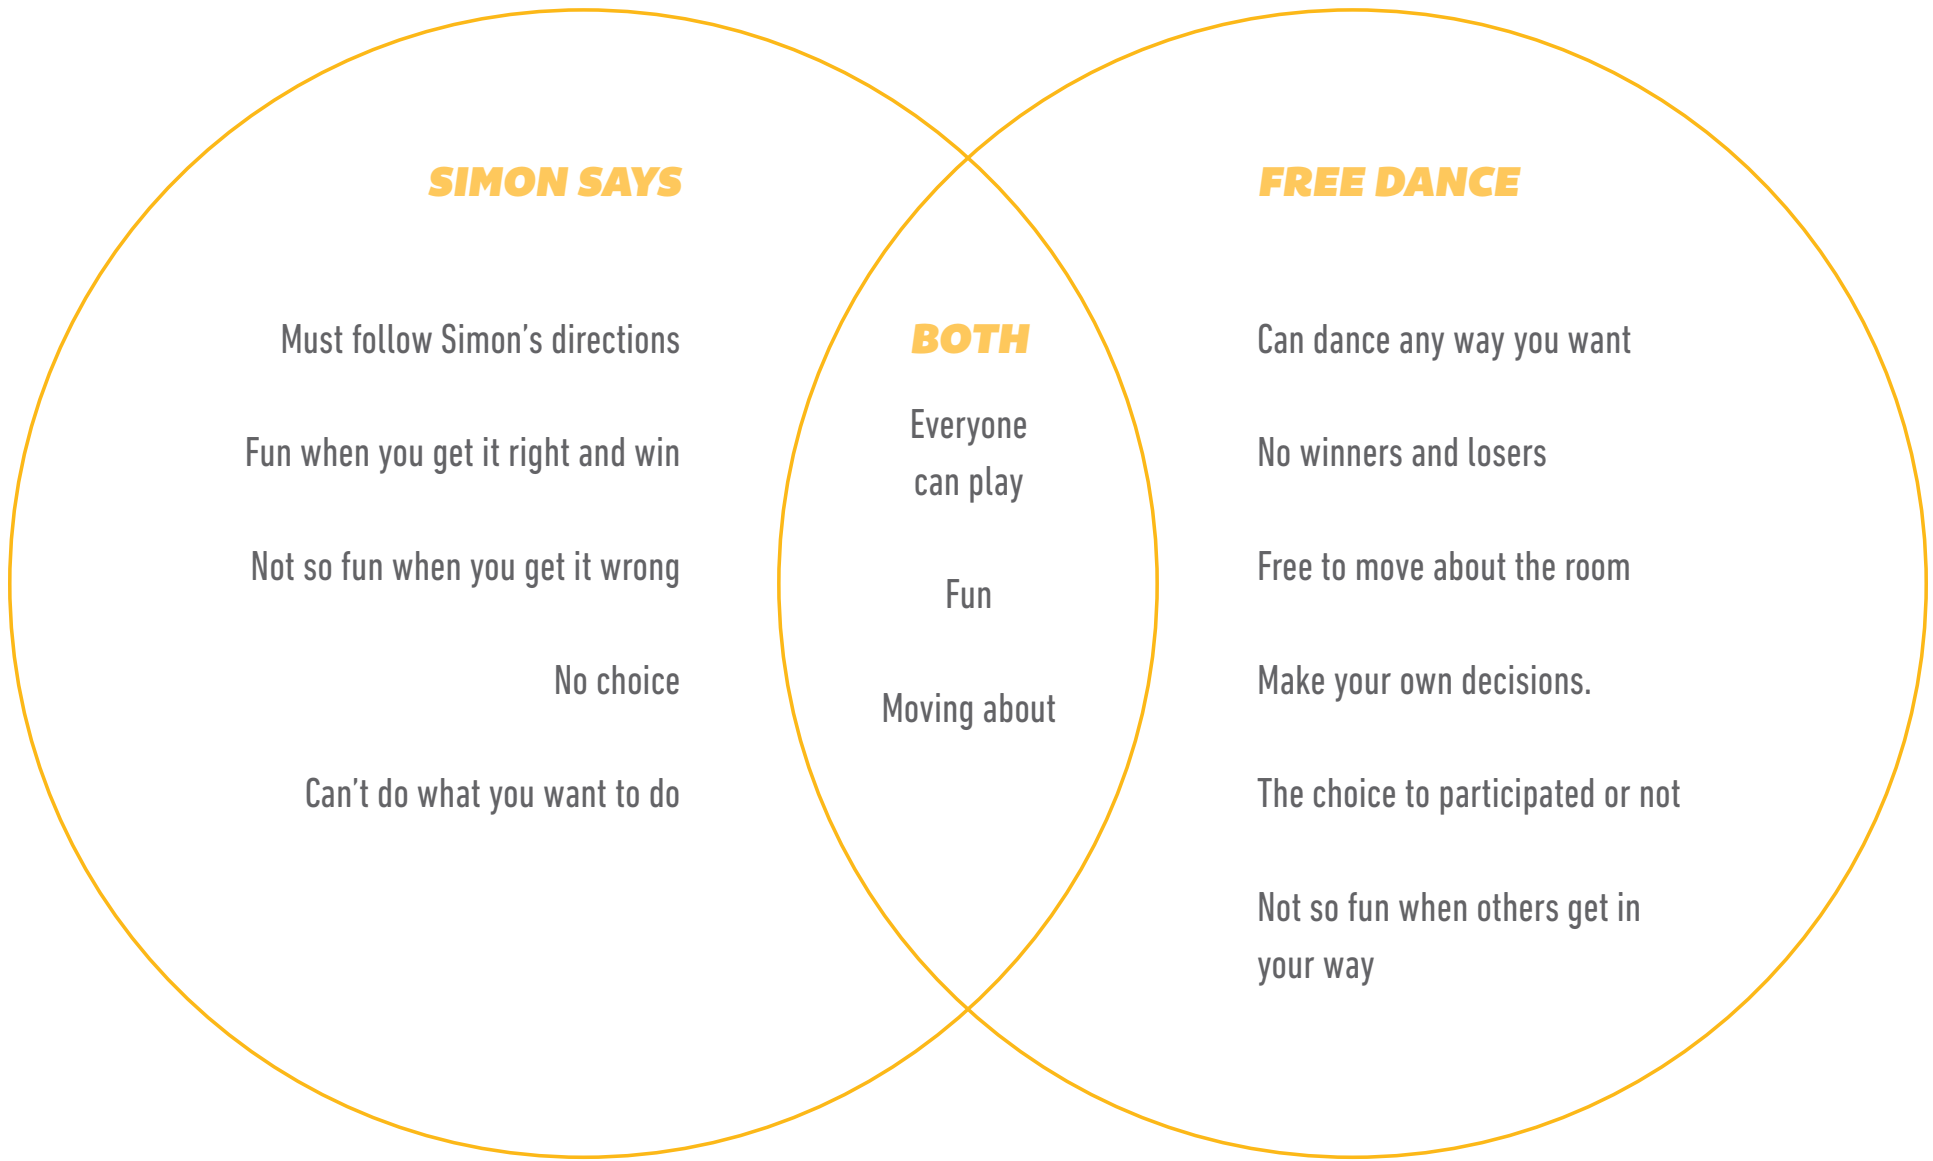 SIMON SAYS
Must follow Simon’s directions
Fun when you get it right and win
Not so fun when you get it wrong
No choice
Can’t do what you want to do
BOTH
Everyone
can play
Fun
Moving about
FREE DANCE
Can dance any way you want
No winners and losers
Free to move about the room
Make your own decisions.
The choice to participated or not
Not so fun when others get in
your way